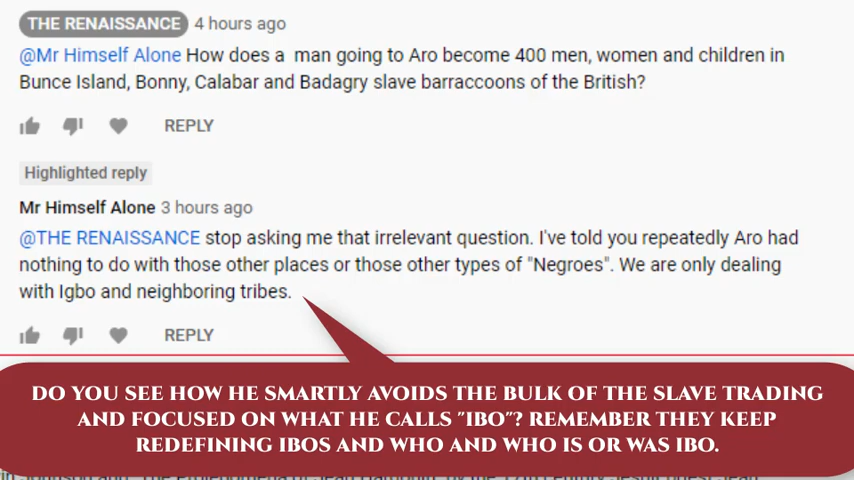 THE RENAISSANCE 4 hours ago
@Mr Himself Alone How does a man going to Aro become 400 men, women and children in
Bunce Island, Bonny, Calabar and Badagry slave barraccoons of the British?
REPLY
Highlighted reply
Mr Himself Alone 3 hours ago
@THE RENAISSANCE stop asking me that irrelevant question. I've told you repeatedly Aro had
nothing to do with those other places or those other types of "Negroes". We are only dealing
with Igbo and neighboring tribes.
REPLY
DO YOU SEE HOW HE SMARTLY AVOIDS THE BULK OF THE SLAVE TRADING
AND FOCUSED ON WHAT HE CALLS "IBO"? REMEMBER THEY KEEP
REDEFINING IBOS AND WHO AND WHO IS OR WAS IBO.